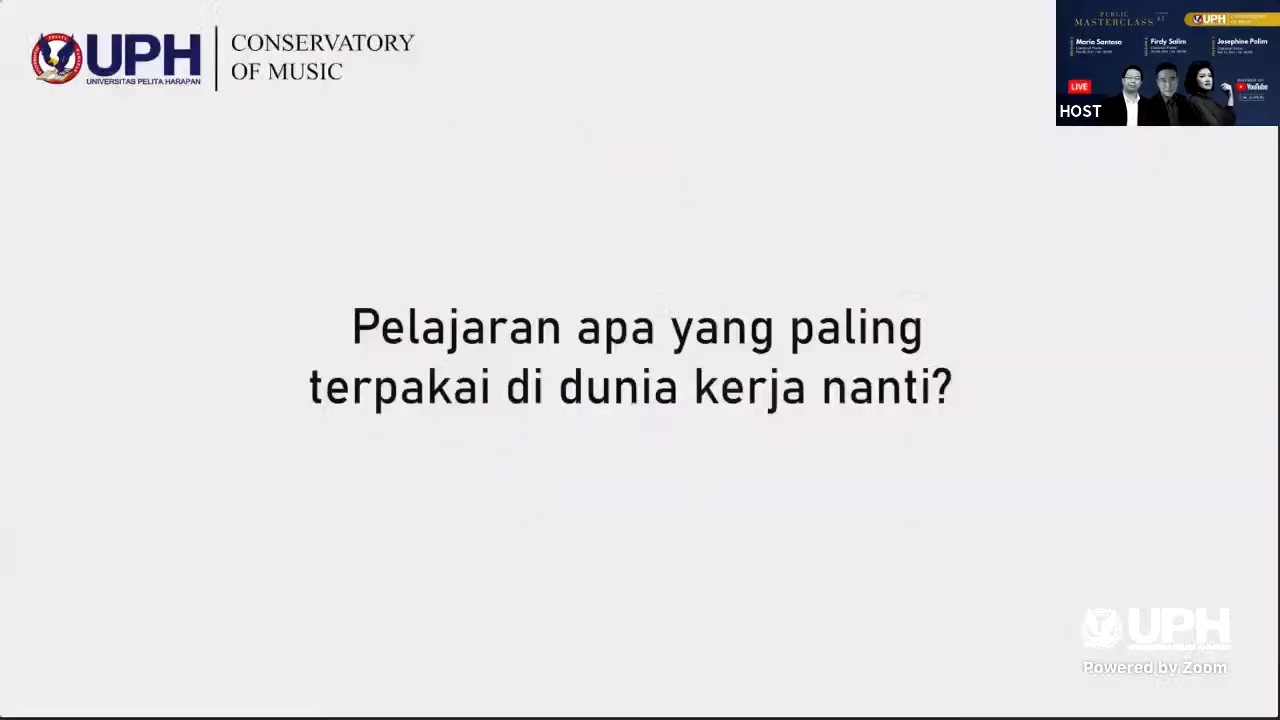 UPH
UNIVERSITAS PELITA HARAPAN
CONSERVATORY
OF MUSIC
PUBLIC
MASTERCLASS
UPH
Mario Santoso
Firdy Salim
Josephine Palim
LIVE
YouTube
HOST
Pelajaran apa yang paling
terpakai di dunia kerja nanti?
UPH
Powered by Zoom